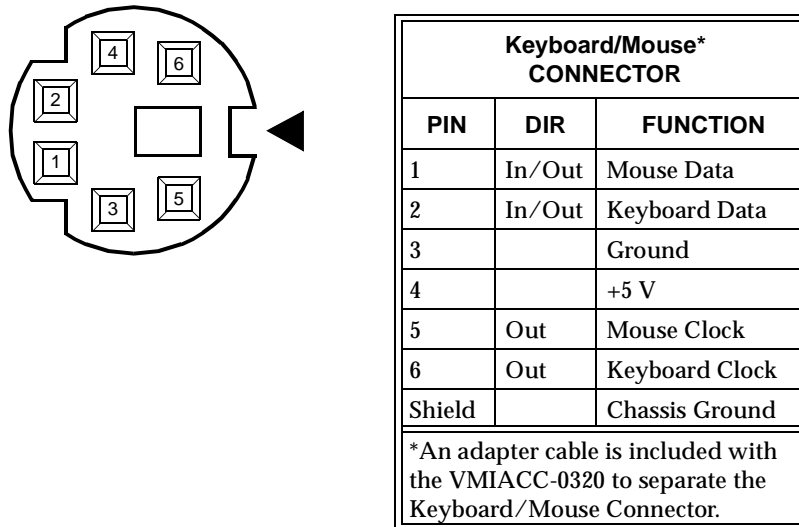 4
6
2
1
3
5
Keyboard/Mouse*
CONNECTOR
PIN DIR FUNCTION
1 In/Out Mouse Data
2 In/Out Keyboard Data
3 Ground
4 +5 V
5 Out Mouse Clock
6 Out Keyboard Clock
Shield Chassis Ground
*An adapter cable is included with
the VMIACC-0320 to separate the
Keyboard/Mouse Connector.